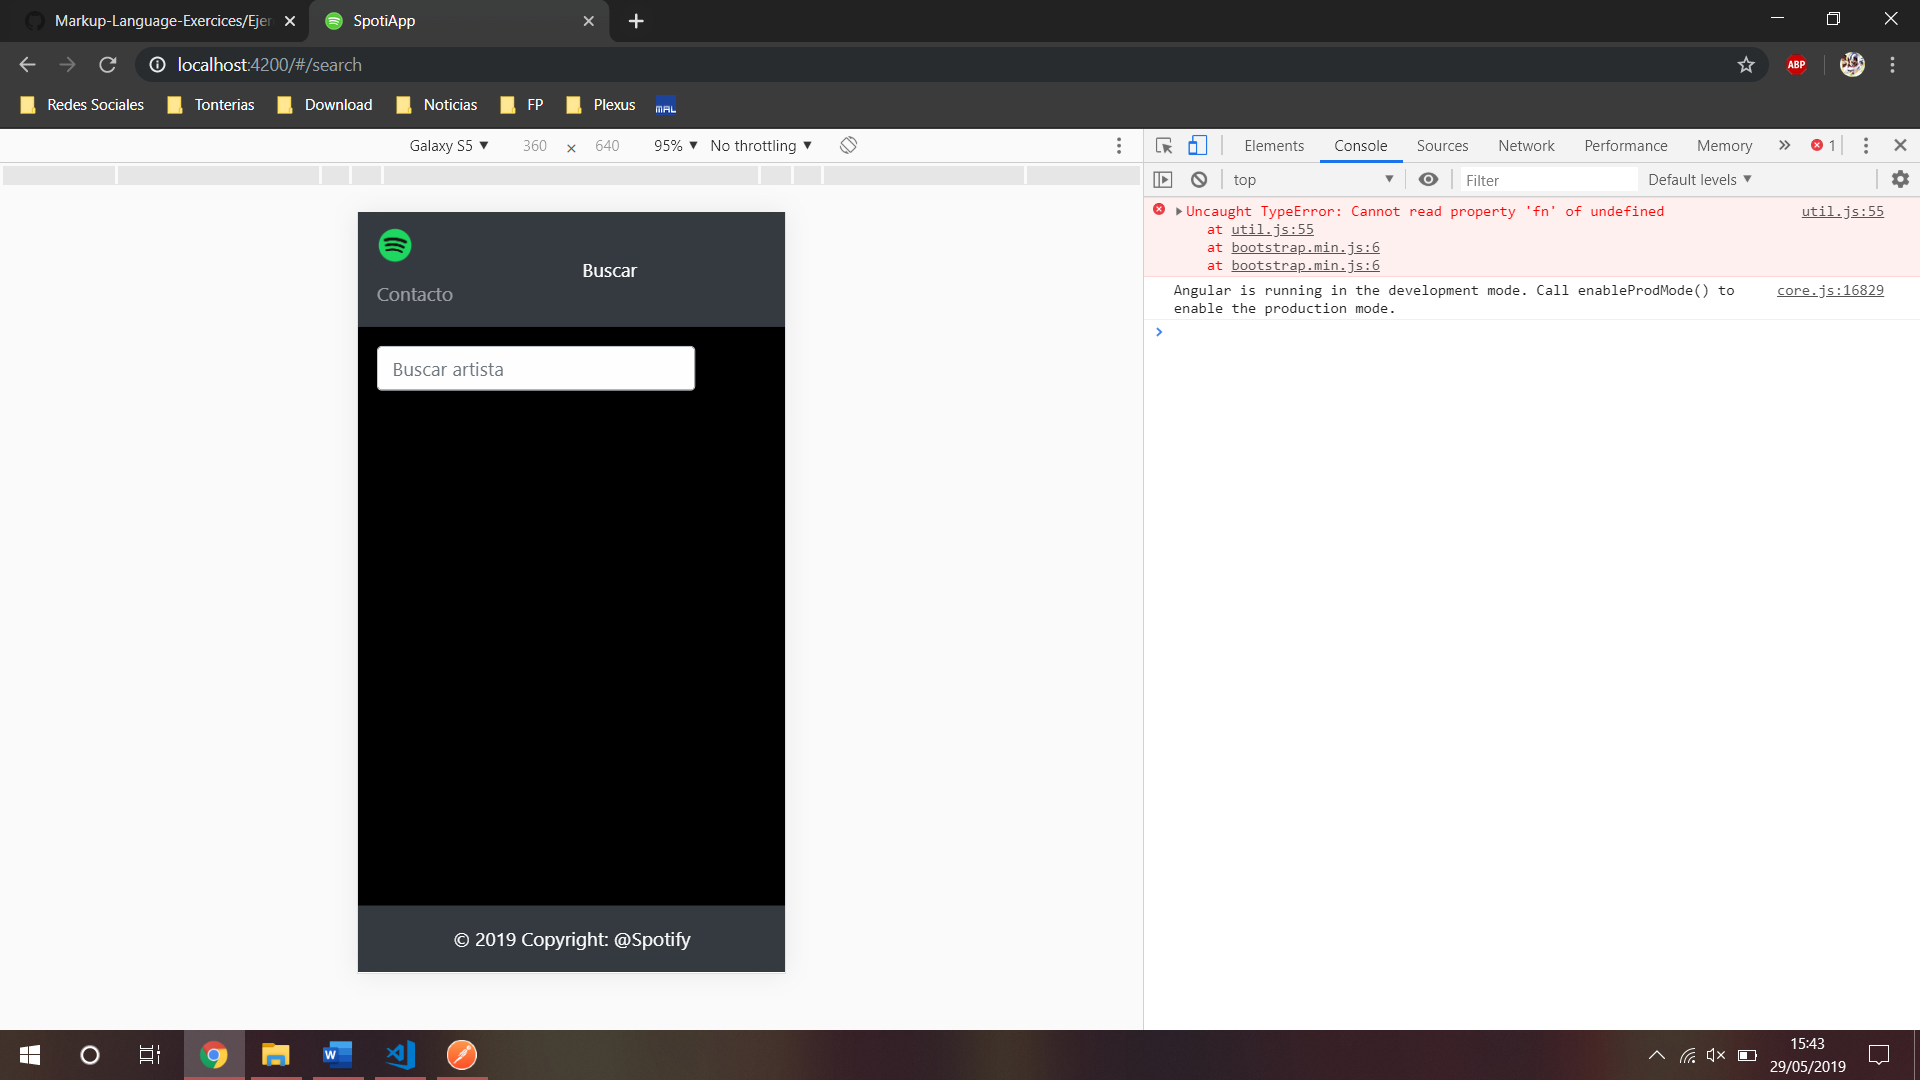 Markup-Language-Exercices/Ejer
SpotiApp
localhost:4200/#/search
ABP
Redes Sociales
Tonterias
Download
Noticias
FP
Plexus
MAL
Galaxy S5
360
×
640
95%
No throttling
Elements
Console
Sources
Network
Performance
Memory
1
top
Filter
Default levels
Uncaught TypeError: Cannot read property 'fn' of undefined
util.js:55
at util.js:55
at bootstrap.min.js:6
at bootstrap.min.js:6
Angular is running in the development mode. Call enableProdMode() to
core.js:16829
enable the production mode.
Buscar
Contacto
Buscar artista
© 2019 Copyright: @Spotify
15:43
29/05/2019